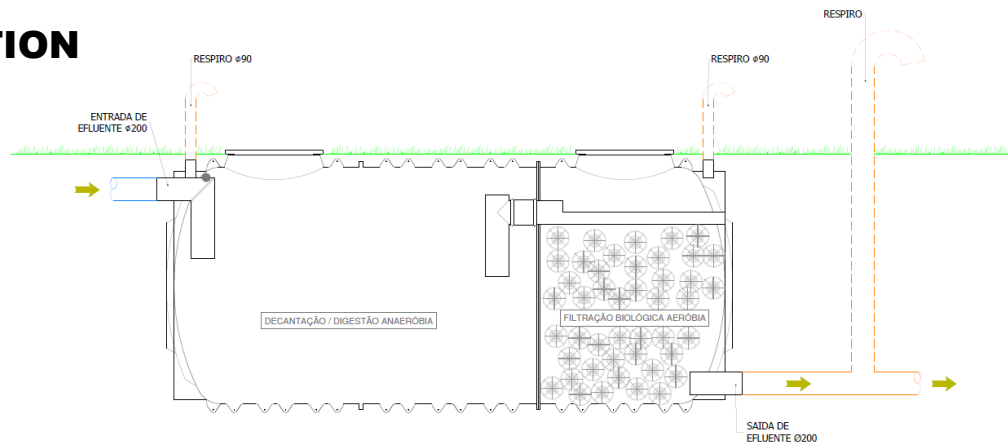 TION
RESPIRO
RESPIRO ø90
RESPIRO ø90
ENTRADA DE
EFLUENTE ø200
DECANTAÇÃO / DIGESTÃO ANAERÓBIA
FILTRAÇÃO BIOLÓGICA AERÓBIA
SAIDA DE
EFLUENTE Ø200